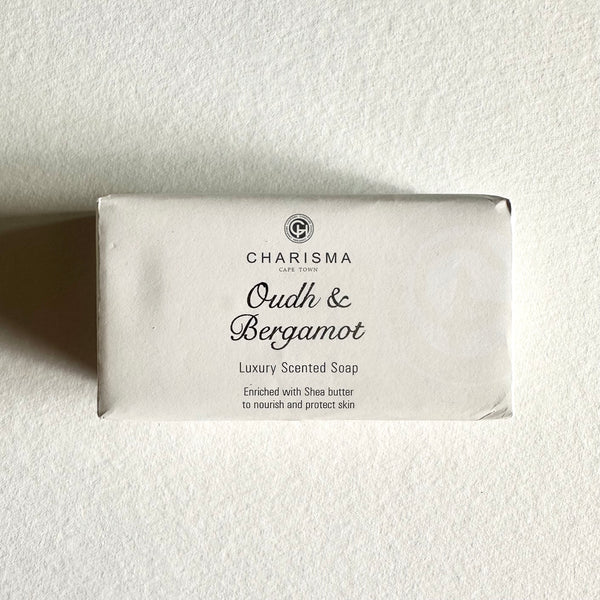 CHARISMA
CAPE TOWN
Oudh &
Bergamot
Luxury Scented Soap
Enriched with Shea butter
to nourish and protect skin